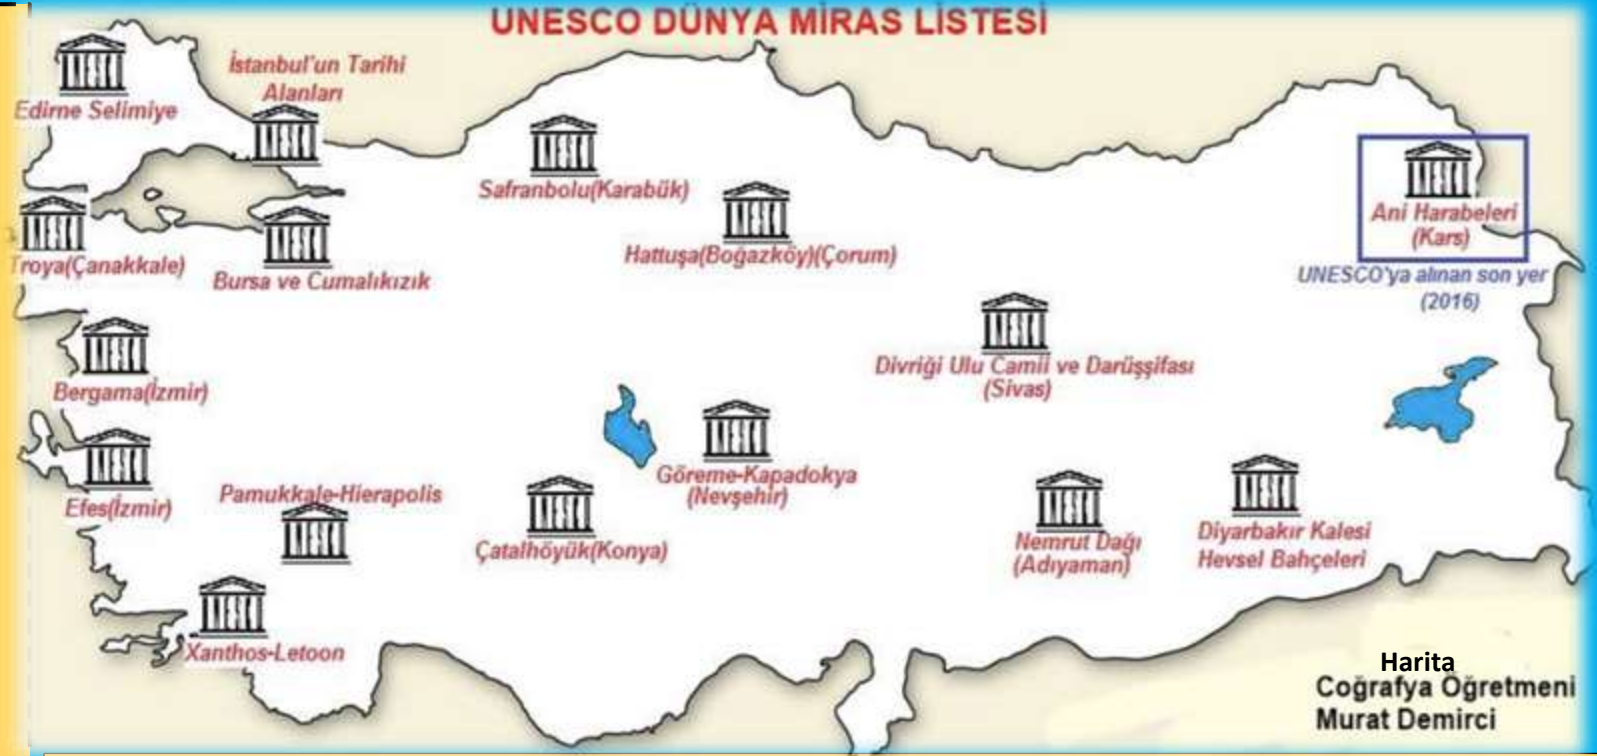 UNESCO DÜNYA MİRAS LİSTESİ
Edirne Selimiye
İstanbul'un Tarihi
Alanları
Safranbolu(Karabük)
Ani Harabeleri
(Kars)
Troya(Çanakkale)
Bursa ve Cumalıkızık
Hattuşa(Boğazköy)(Çorum)
UNESCO'ya alınan son yer
(2016)
Bergama(İzmir)
Divriği Ulu Camii ve Darüşşifası
(Sivas)
Efes(İzmir)
Pamukkale-Hierapolis
Göreme-Kapadokya
(Nevşehir)
Çatalhöyük(Konya)
Nemrut Dağı
(Adıyaman)
Diyarbakır Kalesi
Hevsel Bahçeleri
Xanthos-Letoon
Harita
Coğrafya Öğretmeni
Murat Demirci